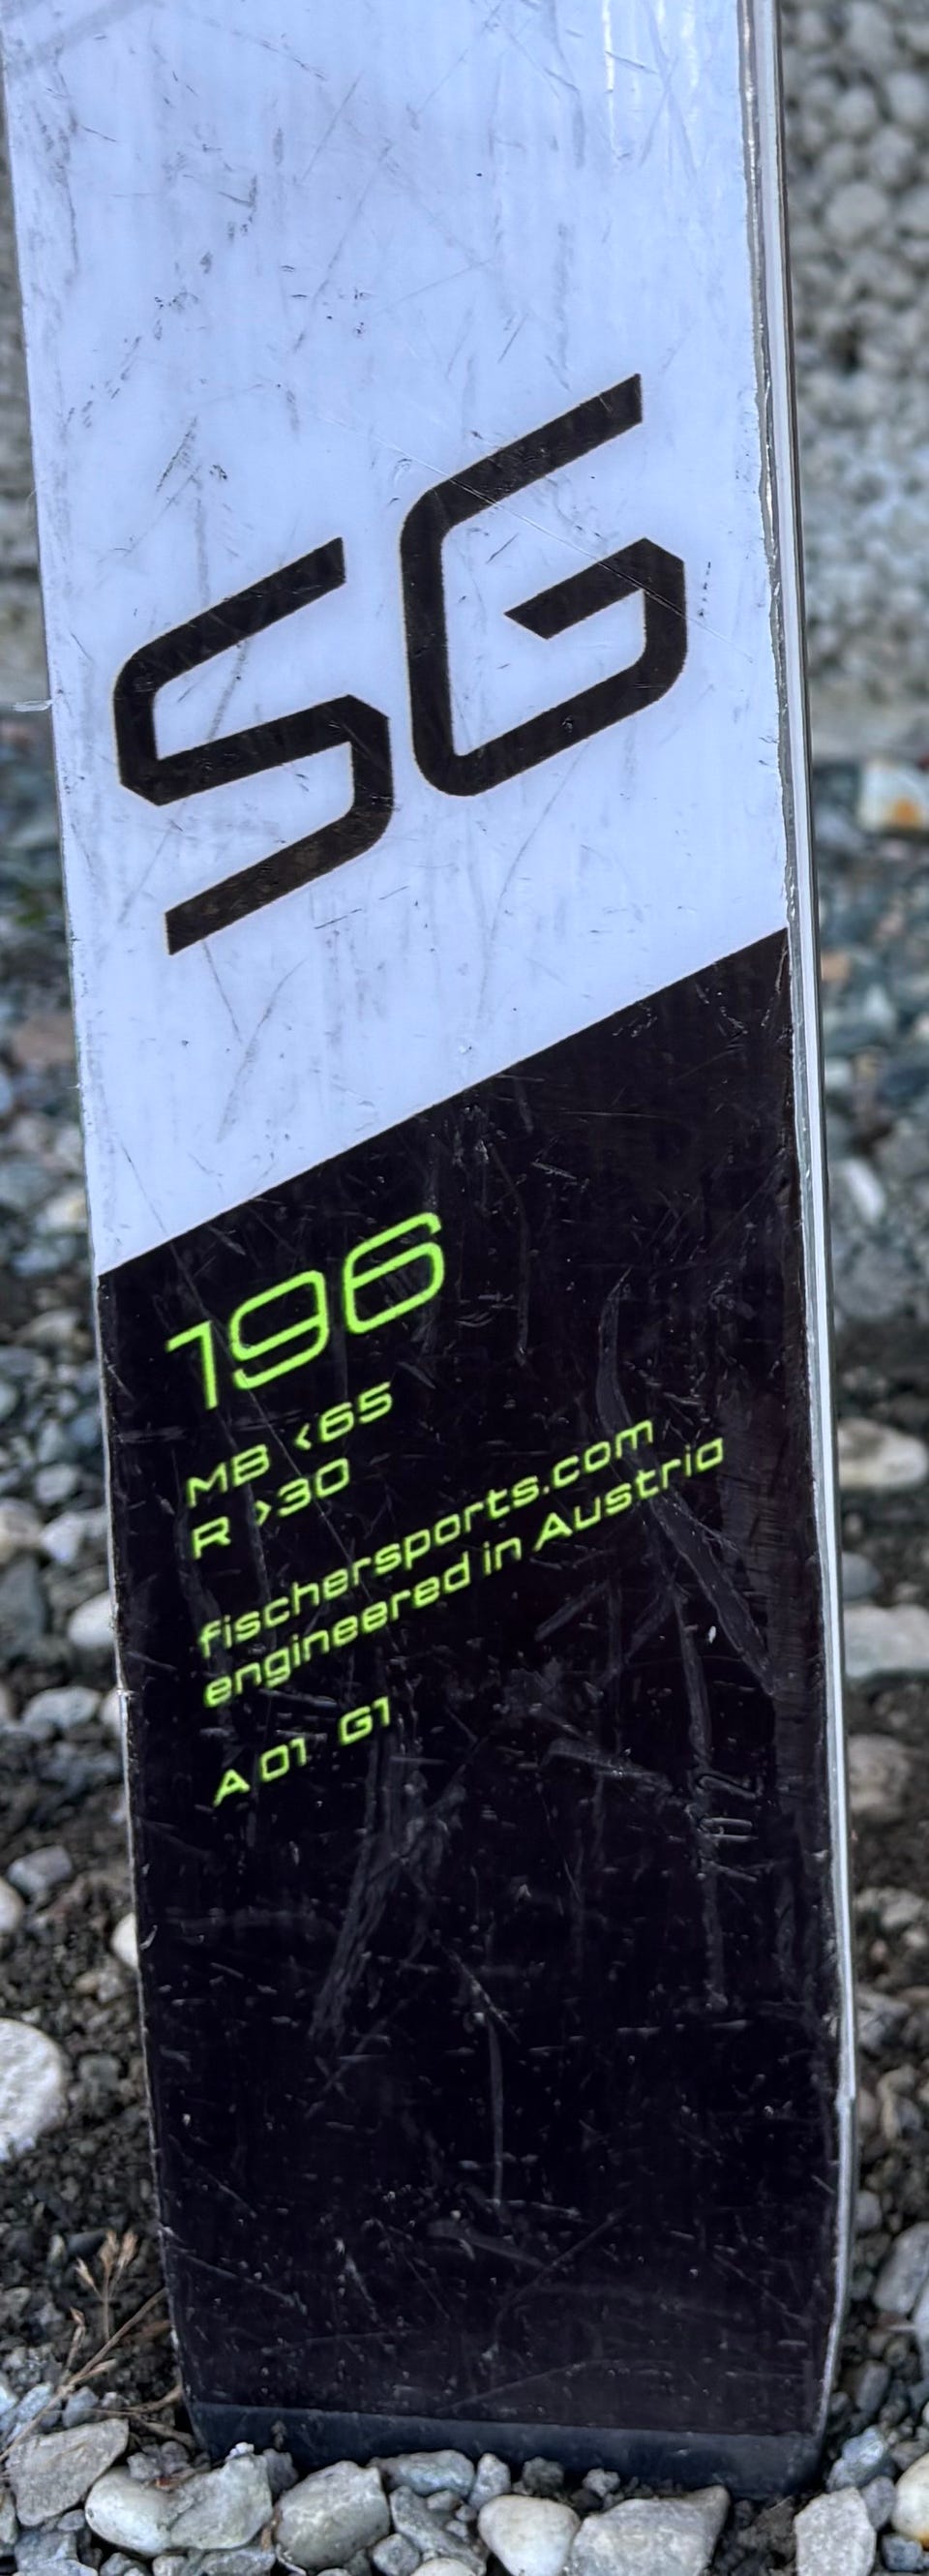 SG
196
MB <65
R >30
fischersports.com
engineered in Austria
A 01 G1